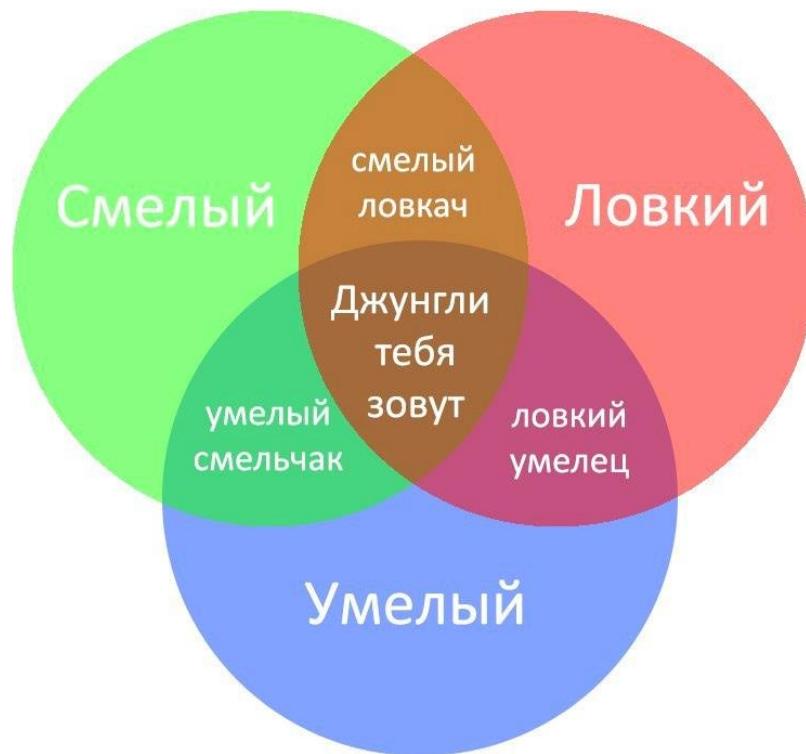 смелый
ловкач
Смелый
Ловкий
Джунгли
тебя
зовут
умелый
смельчак
ловкий
умелец
Умелый